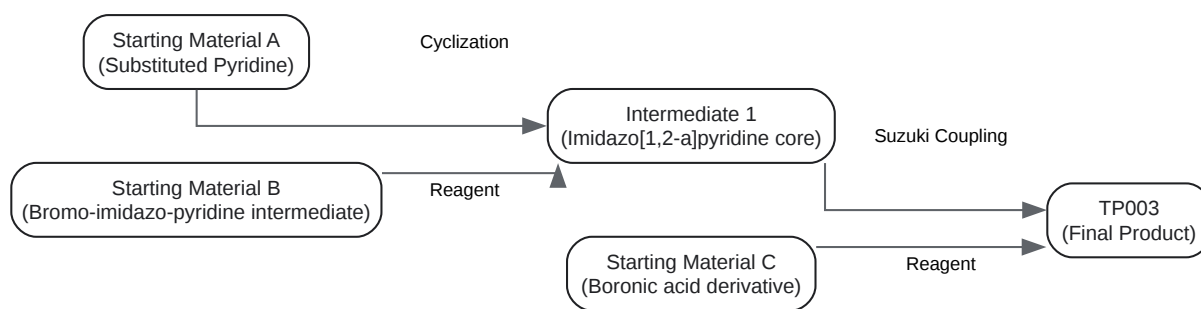 Starting Material A
(Substituted Pyridine)
Cyclization
Intermediate 1
(Imidazo[1,2-a]pyridine core)
Suzuki Coupling
Starting Material B
(Bromo-imidazo-pyridine intermediate)
Reagent
TP003
(Final Product)
Starting Material C
(Boronic acid derivative)
Reagent